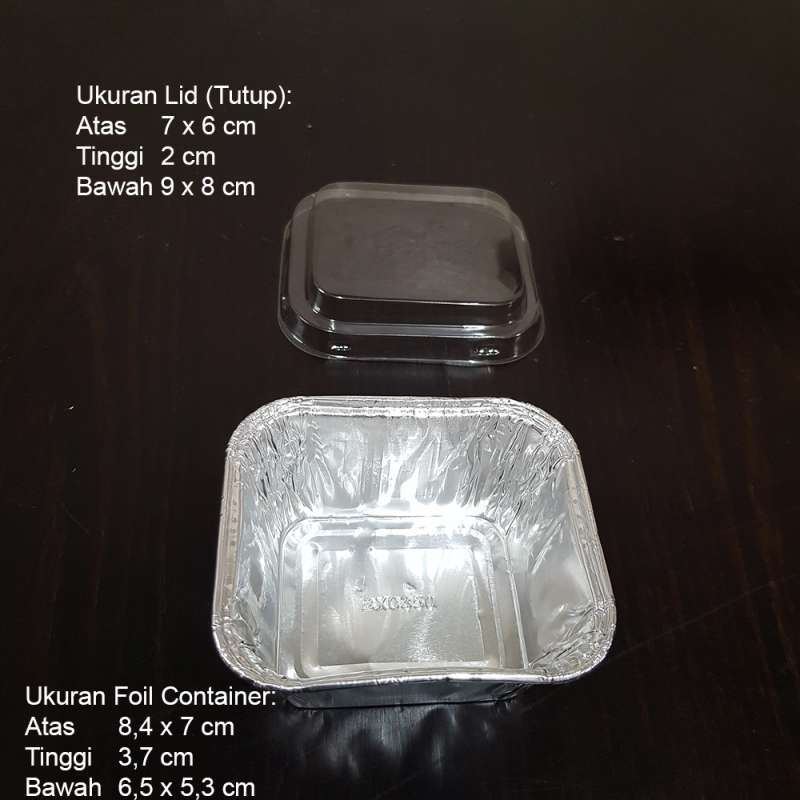 Ukuran Lid (Tutup):
Atas 7 x 6 cm
Tinggi 2 cm
Bawah 9 x 8 cm
Ukuran Foil Container:
Atas 8,4 x 7 cm
Tinggi 3,7 cm
Bawah 6,5 x 5,3 cm